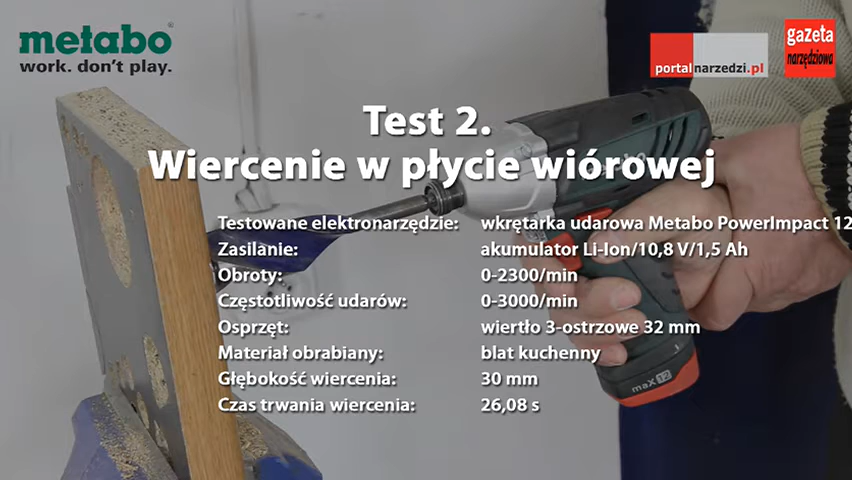 metabo®
work. don't play.
portalnarzedzi.pl
gazeta
narzędziowa
Test 2.
Wiercenie w płycie wiórowej
Testowane elektronarzędzie: wkrętarka udarowa Metabo PowerImpact 12
Zasilanie: akumulator Li-Ion/10,8 V/1,5 Ah
Obroty: 0-2300/min
Częstotliwość udarów: 0-3000/min
Osprzęt: wiertło 3-ostrzowe 32 mm
Materiał obrabiany: blat kuchenny
Głębokość wiercenia: 30 mm
Czas trwania wiercenia: 26,08 s
maX 12